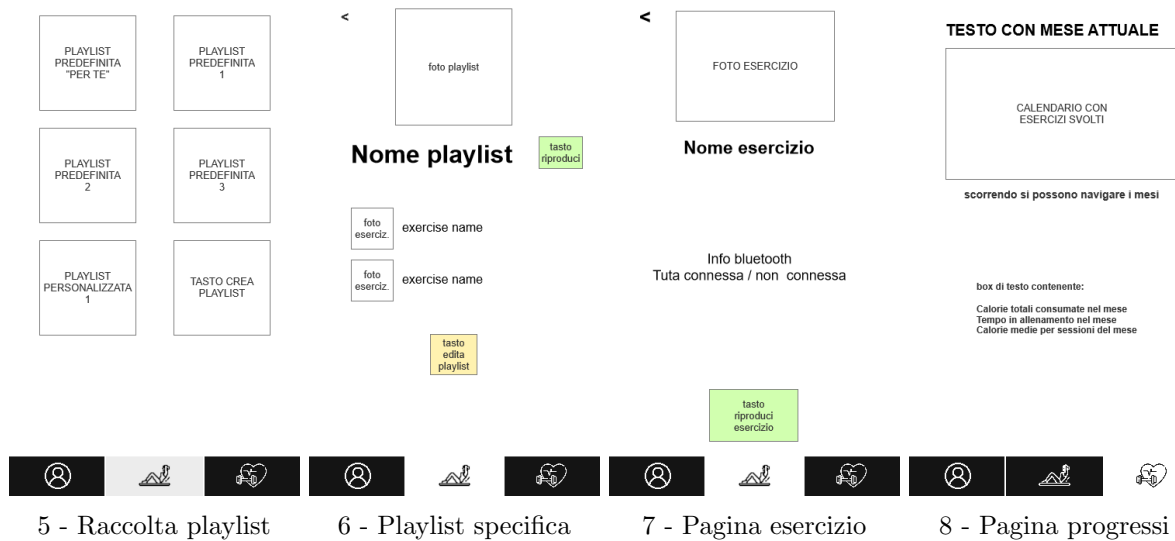 PLAYLIST
PREDEFINITA
"PER TE"
PLAYLIST
PREDEFINITA
1
PLAYLIST
PREDEFINITA
2
PLAYLIST
PREDEFINITA
3
PLAYLIST
PERSONALIZZATA
1
TASTO CREA
PLAYLIST
5 - Raccolta playlist
<
foto playlist
Nome playlist
tasto
riproduci
foto
eserciz.
exercise name
foto
eserciz.
exercise name
tasto
edita
playlist
6 - Playlist specifica
<
FOTO ESERCIZIO
Nome esercizio
Info bluetooth
Tuta connessa / non connessa
tasto
riproduci
esercizio
7 - Pagina esercizio
TESTO CON MESE ATTUALE
CALENDARIO CON
ESERCIZI SVOLTI
scorrendo si possono navigare i mesi
box di testo contenente:
Calorie totali consumate nel mese
Tempo in allenamento nel mese
Calorie medie per sessioni del mese
8 - Pagina progressi